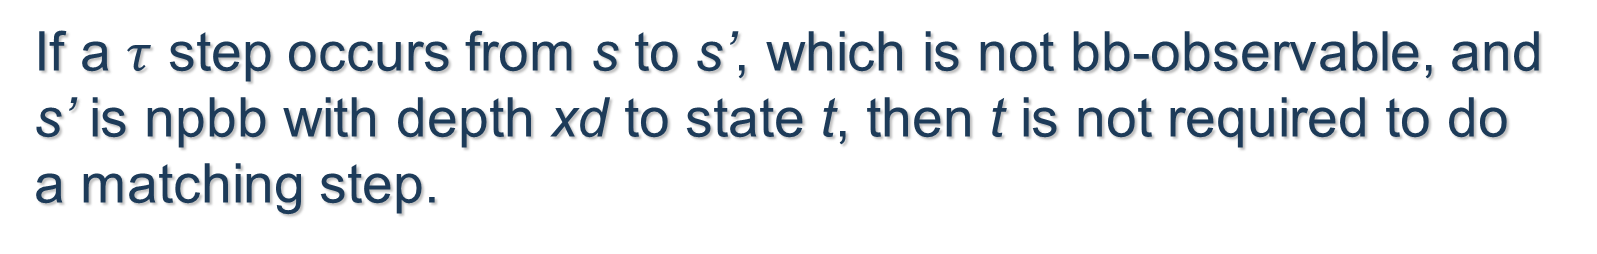 If a τ step occurs from s to s’, which is not bb-observable, and
s’ is npbb with depth xd to state t, then t is not required to do
a matching step.